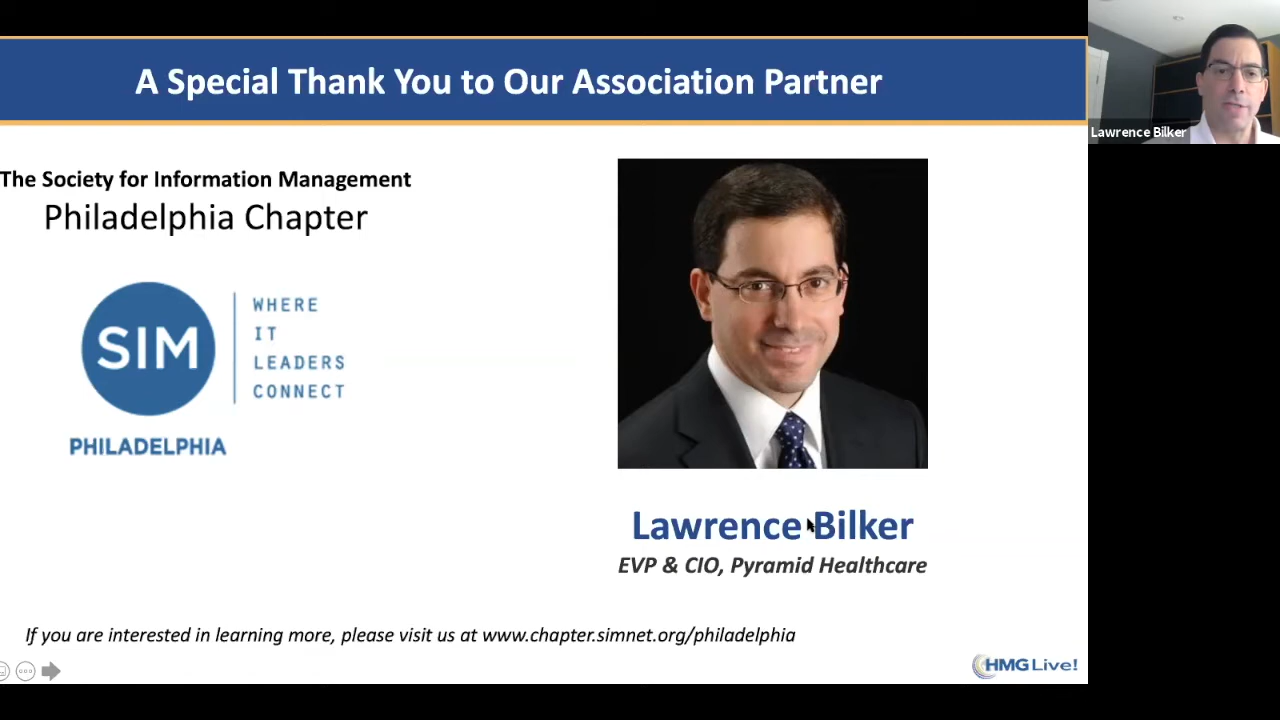 A Special Thank You to Our Association Partner
Lawrence Bilker
The Society for Information Management
Philadelphia Chapter
SIM
WHERE
IT
LEADERS
CONNECT
PHILADELPHIA
Lawrence Bilker
EVP & CIO, Pyramid Healthcare
If you are interested in learning more, please visit us at www.chapter.simnet.org/philadelphia
HMG Live!